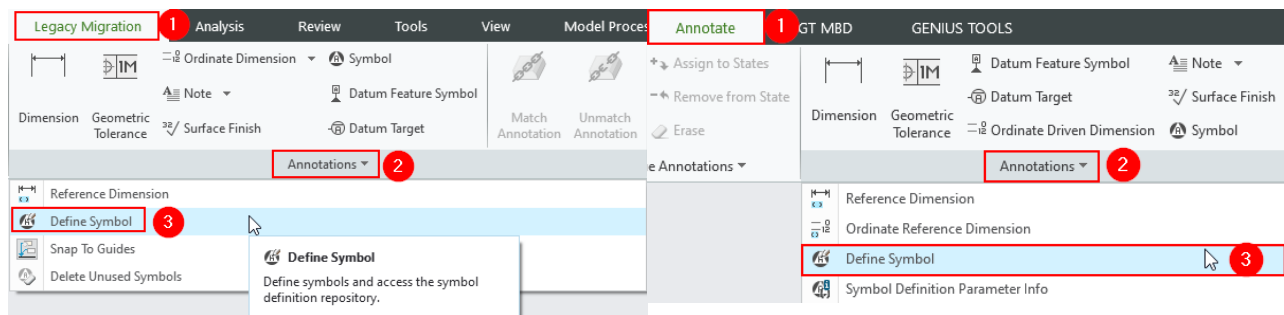 Legacy Migration 1 Analysis Review Tools View Model Proces
Ordinate Dimension Symbol
Note Datum Feature Symbol
Dimension Geometric Tolerance Surface Finish Datum Target Match Annotation Unmatch Annotation
Annotations 2
Reference Dimension
Define Symbol 3
Snap To Guides
Delete Unused Symbols
Define Symbol
Define symbols and access the symbol
definition repository.
Annotate 1 GT MBD GENIUS TOOLS
Assign to States Datum Feature Symbol Note
Remove from State Datum Target Surface Finish
Erase Dimension Geometric Tolerance Ordinate Driven Dimension Symbol
e Annotations Annotations 2
Reference Dimension
Ordinate Reference Dimension
Define Symbol 3
Symbol Definition Parameter Info